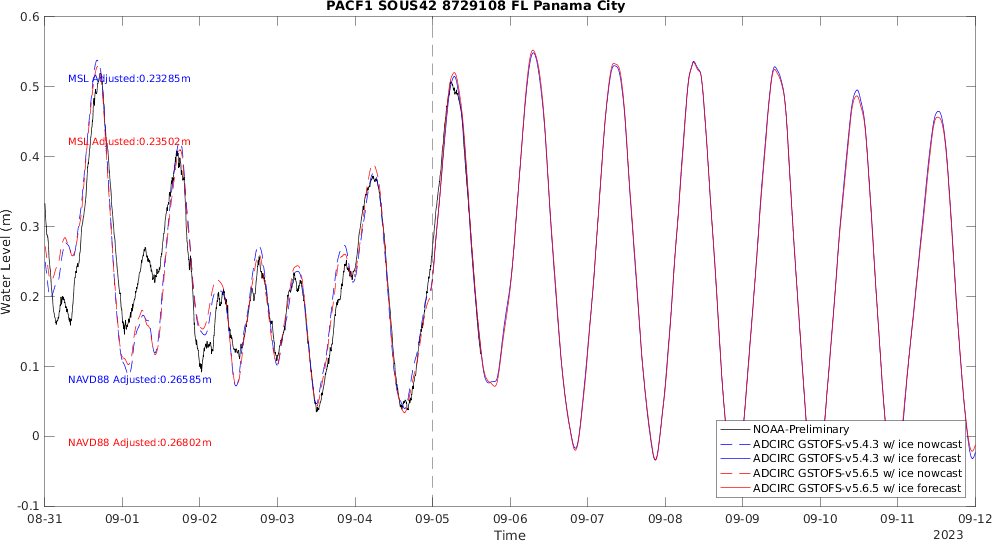 PACF1 SOUS42 8729108 FL Panama City
0.6
0.5
0.4
0.3
0.2
0.1
0
-0.1
Water Level (m)
MSL Adjusted:0.23285m
MSL Adjusted:0.23502m
NAVD88 Adjusted:0.26585m
NAVD88 Adjusted:0.26802m
NOAA-Preliminary
ADCIRC GSTOFS-v5.4.3 w/ ice nowcast
ADCIRC GSTOFS-v5.4.3 w/ ice forecast
ADCIRC GSTOFS-v5.6.5 w/ ice nowcast
ADCIRC GSTOFS-v5.6.5 w/ ice forecast
08-31 09-01 09-02 09-03 09-04 09-05 09-06 09-07 09-08 09-09 09-10 09-11 09-12
Time
2023